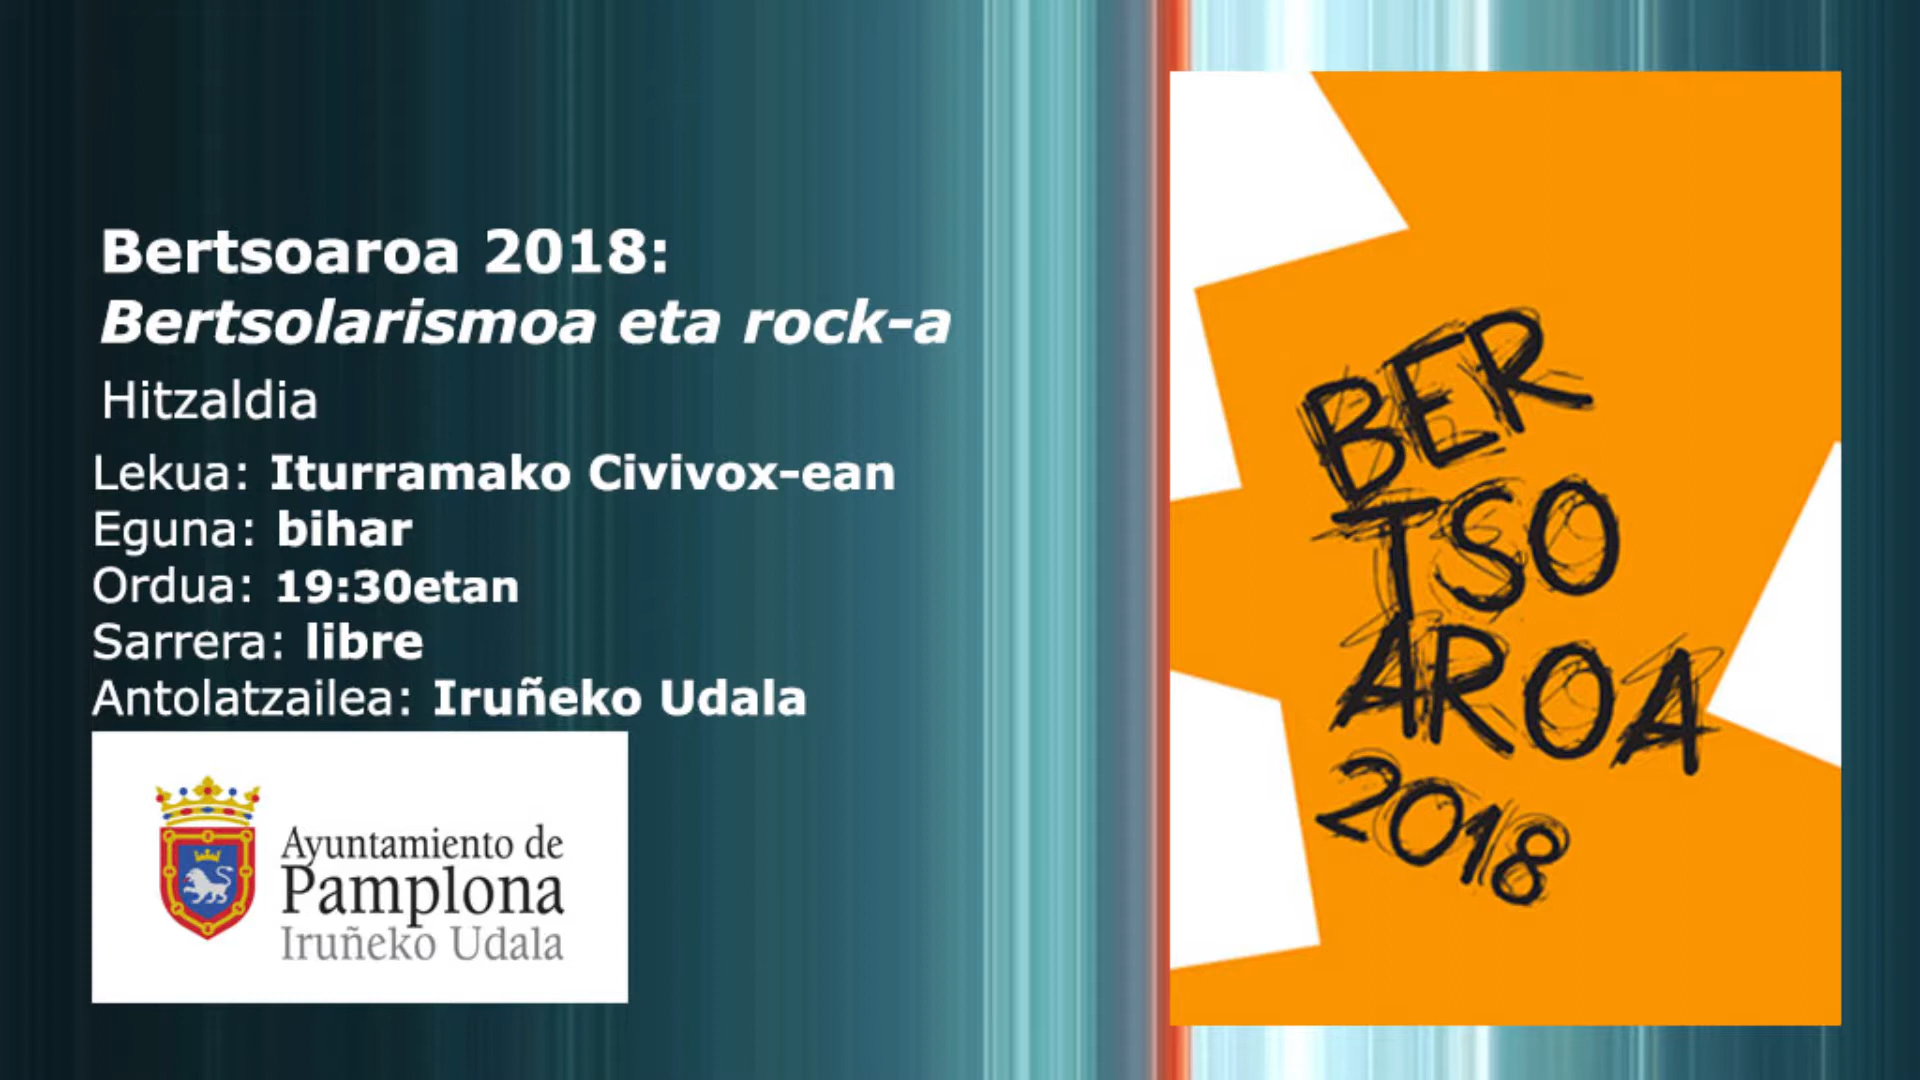 Bertsoaroa 2018:
Bertsolarismoa eta rock-a
Hitzaldia
Lekua: Iturramako Civivox-ean
Eguna: bihar
Ordua: 19:30etan
Sarrera: libre
Antolatzailea: Iruñeko Udala
Ayuntamiento de
Pamplona
Iruñeko Udala
BER
TSO
AROA
2018